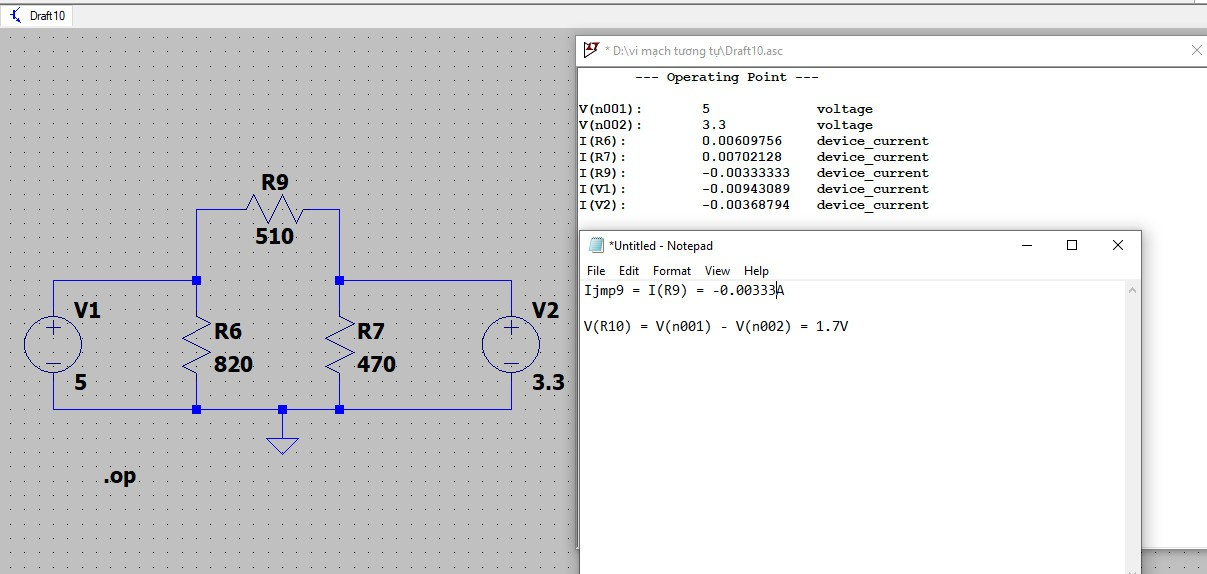 Draft10
* D:\vi mạch tương tự\Draft10.asc
--- Operating Point ---
V(n001): 5 voltage
V(n002): 3.3 voltage
I(R6): 0.00609756 device_current
I(R7): 0.00702128 device_current
I(R9): -0.00333333 device_current
I(V1): -0.00943089 device_current
I(V2): -0.00368794 device_current
*Untitled - Notepad
File Edit Format View Help
Ijmp9 = I(R9) = -0.00333A
V(R10) = V(n001) - V(n002) = 1.7V
R9
510
V1
5
R6
820
R7
470
V2
3.3
.op